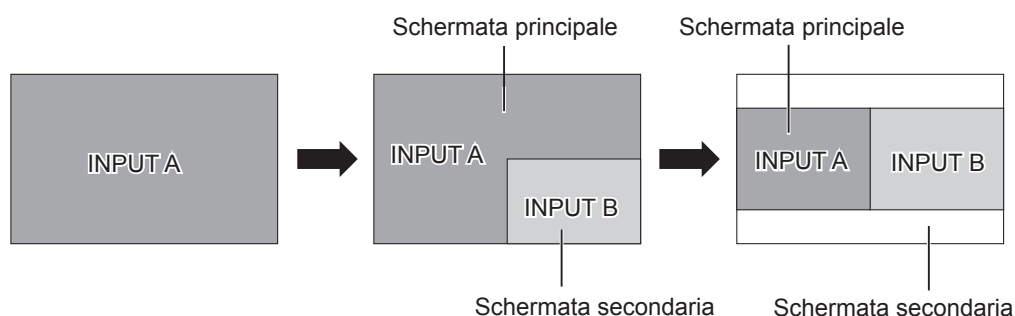 Schermata principale
Schermata principale
INPUT A
INPUT A
INPUT B
INPUT A
INPUT B
Schermata secondaria
Schermata secondaria